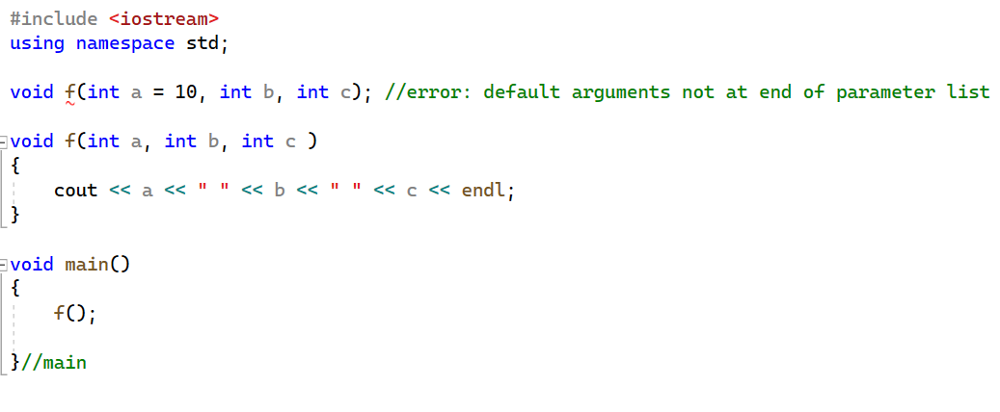 #include <iostream>
using namespace std;
void f(int a = 10, int b, int c); //error: default arguments not at end of parameter list
void f(int a, int b, int c )
{
cout << a << " " << b << " " << c << endl;
}
void main()
{
f();
}//main